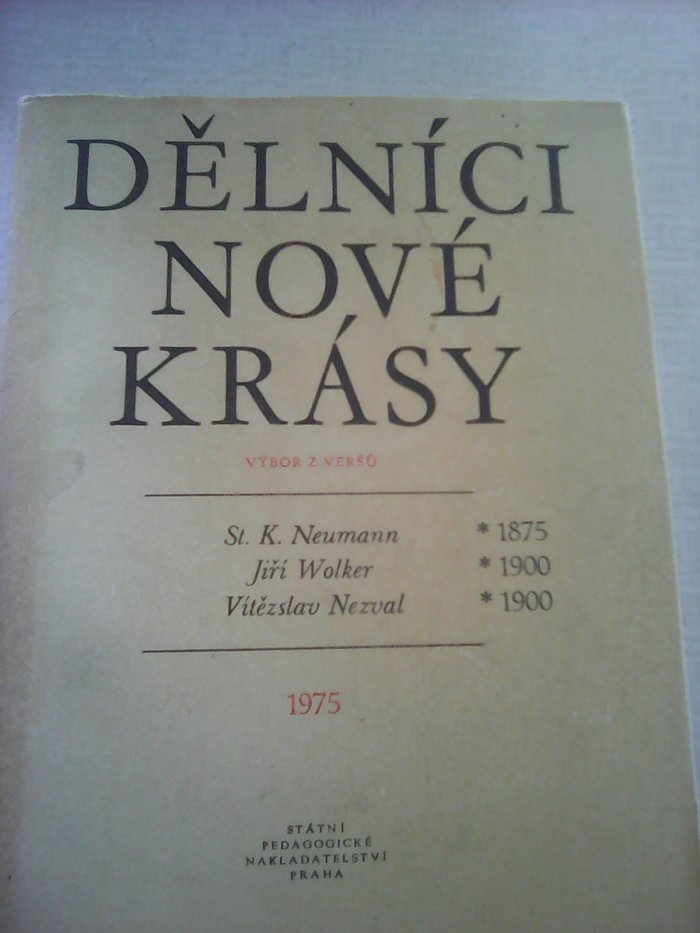 DĚLNÍCI
NOVÉ
KRÁSY
VÝBOR Z VERŠŮ
St. K. Neumann * 1875
Jiří Wolker * 1900
Vítězslav Nezval * 1900
1975
STÁTNÍ
PEDAGOGICKÉ
NAKLADATELSTVÍ
PRAHA